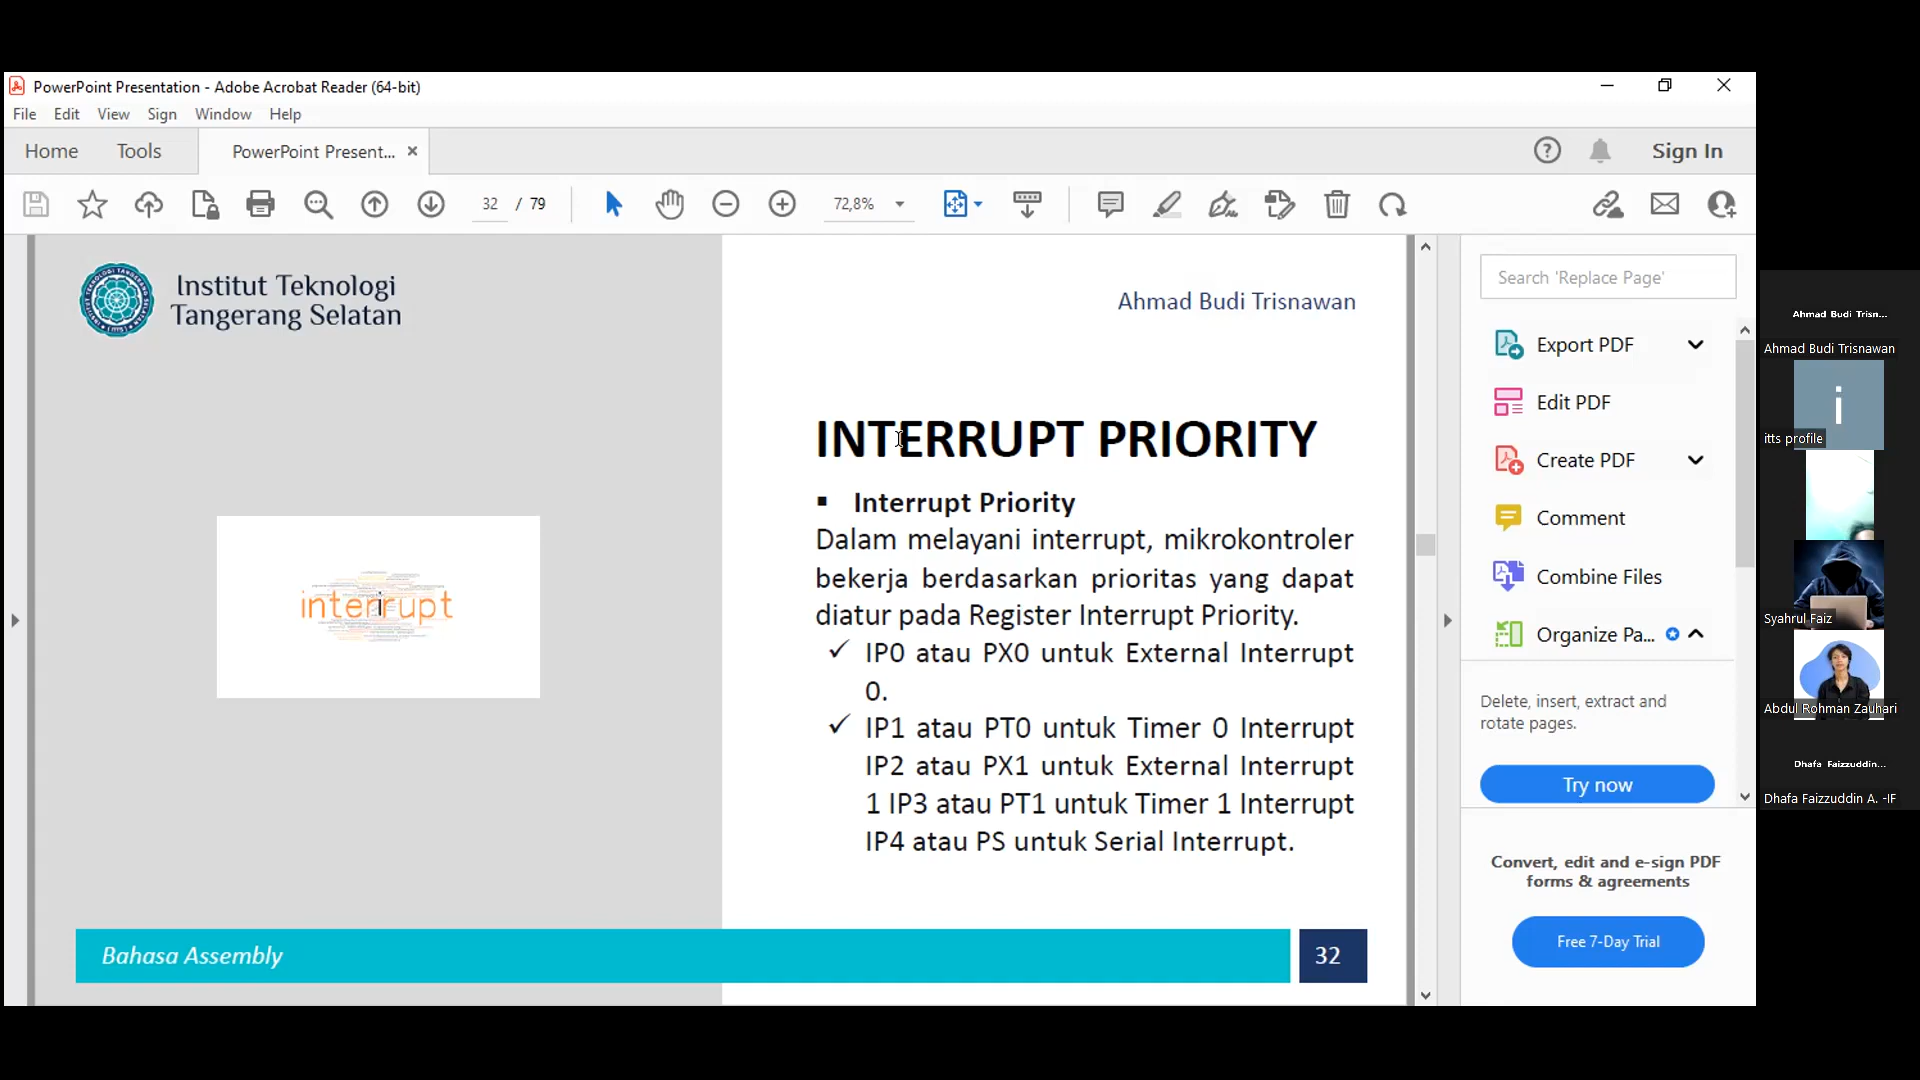 PowerPoint Presentation - Adobe Acrobat Reader (64-bit)
File Edit View Sign Window Help
Home Tools PowerPoint Present... Sign In
32 / 79 72,8%
Institut Teknologi
Tangerang Selatan
Ahmad Budi Trisnawan
INTERRUPT PRIORITY
▪ Interrupt Priority
Dalam melayani interrupt, mikrokontroler
bekerja berdasarkan prioritas yang dapat
diatur pada Register Interrupt Priority.
✓ IP0 atau PX0 untuk External Interrupt
0.
✓ IP1 atau PT0 untuk Timer 0 Interrupt
IP2 atau PX1 untuk External Interrupt
1 IP3 atau PT1 untuk Timer 1 Interrupt
IP4 atau PS untuk Serial Interrupt.
interrupt
Bahasa Assembly
32
Search 'Replace Page'
Export PDF
Edit PDF
Create PDF
Comment
Combine Files
Organize Pa...
Delete, insert, extract and
rotate pages.
Try now
Convert, edit and e-sign PDF
forms & agreements
Free 7-Day Trial
Ahmad Budi Trisn...
Ahmad Budi Trisnawan
i
itts profile
Syahrul Faiz
Abdul Rohman Zauhari
Dhafa Faizzuddin...
Dhafa Faizzuddin A. -IF